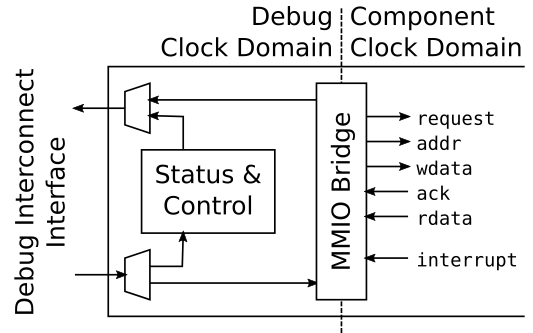 Debug
Clock Domain
Component
Clock Domain
Debug Interconnect
Interface
Status &
Control
MMIO Bridge
request
addr
wdata
ack
rdata
interrupt